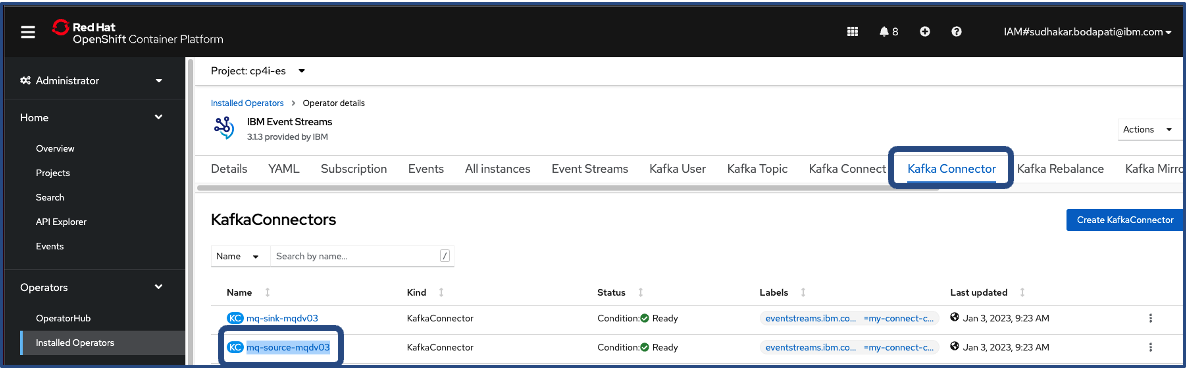 Red Hat
OpenShift Container Platform
8
IAM#sudhakar.bodapati@ibm.com
Administrator
Home
Overview
Projects
Search
API Explorer
Events
Operators
OperatorHub
Installed Operators
Project: cp4i-es
Installed Operators > Operator details
IBM Event Streams
3.1.3 provided by IBM
Actions
Details YAML Subscription Events All instances Event Streams Kafka User Kafka Topic Kafka Connect Kafka Connector Kafka Rebalance Kafka Mirro
KafkaConnectors
Create KafkaConnector
Name Search by name... /
Name Kind Status Labels Last updated
KC mq-sink-mqdv03 KafkaConnector Condition: Ready eventstreams.ibm.co... =my-connect-c... Jan 3, 2023, 9:23 AM
KC mq-source-mqdv03 KafkaConnector Condition: Ready eventstreams.ibm.co... =my-connect-c... Jan 3, 2023, 9:23 AM